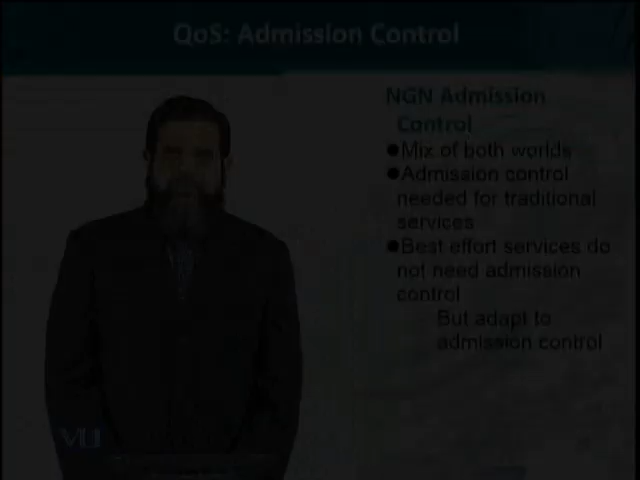 QoS: Admission Control
NGN Admission
Control
●Mix of both worlds
●Admission control
needed for traditional
services
●Best effort services do
not need admission
control
But adapt to
admission control
VU